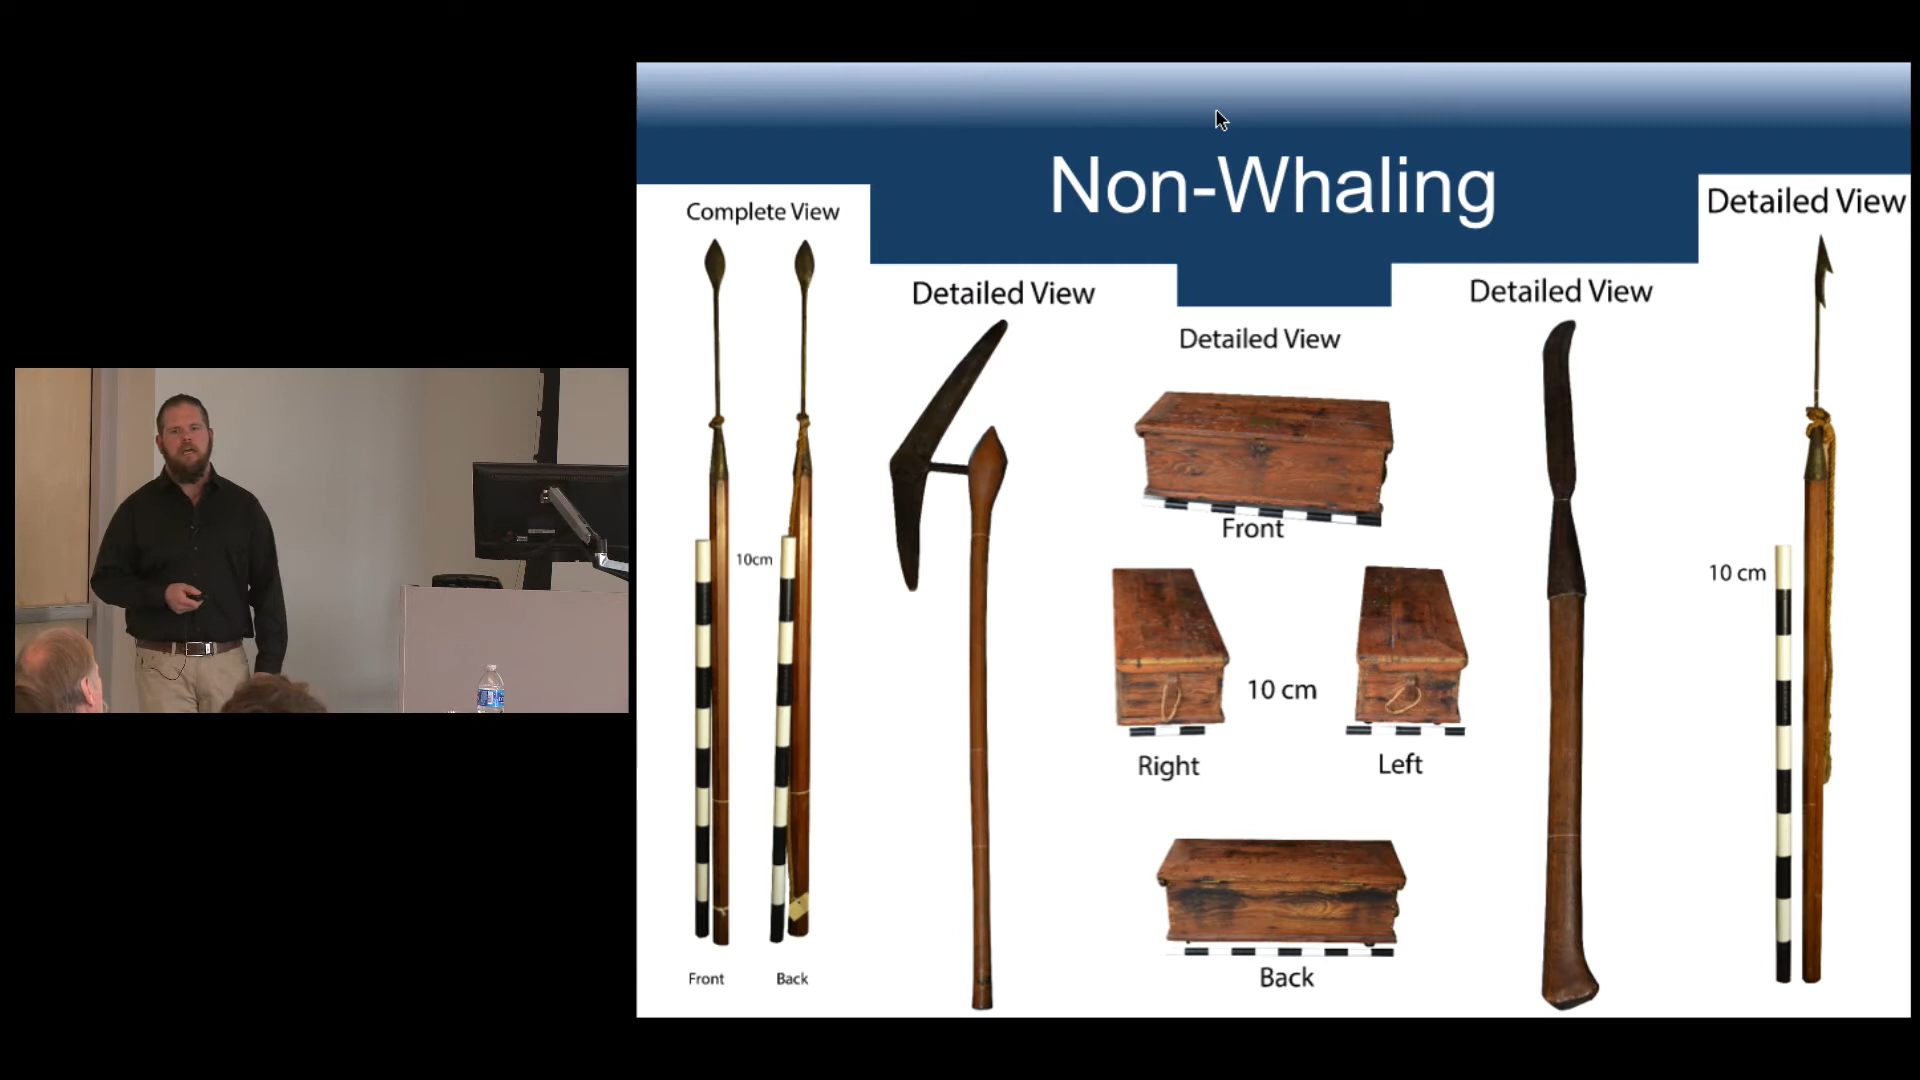 Non-Whaling
Complete View
10cm
Front
Back
Detailed View
Detailed View
Front
10 cm
Right
Left
Back
Detailed View
Detailed View
10 cm